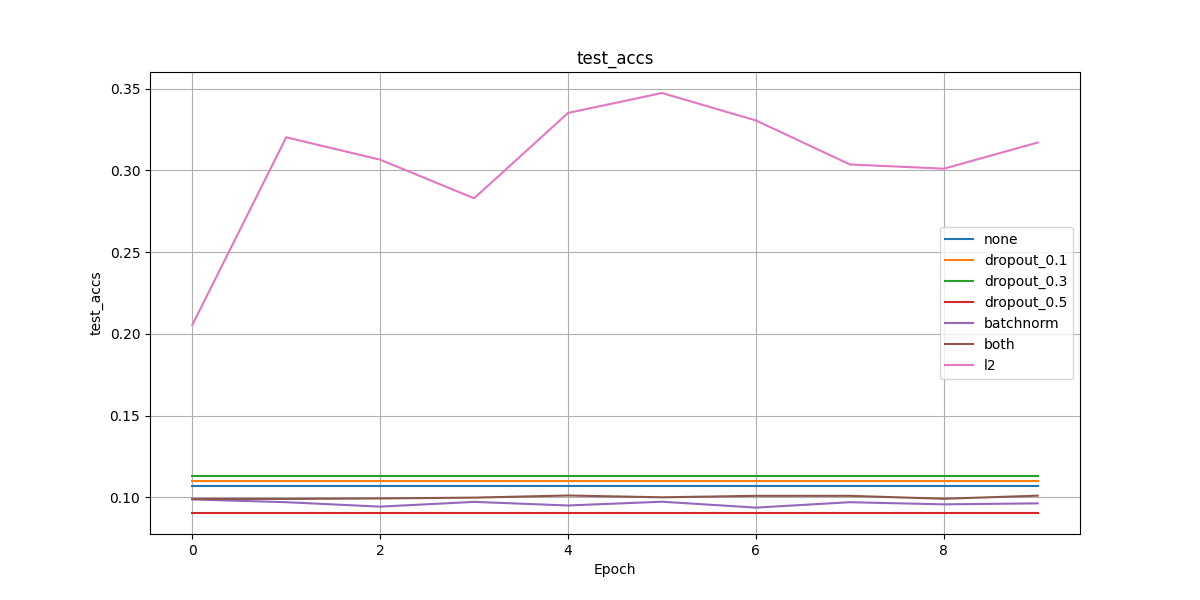 test_accs
0.35
0.30
0.25
0.20
0.15
0.10
test_accs
0 2 4 6 8
Epoch
none
dropout_0.1
dropout_0.3
dropout_0.5
batchnorm
both
l2